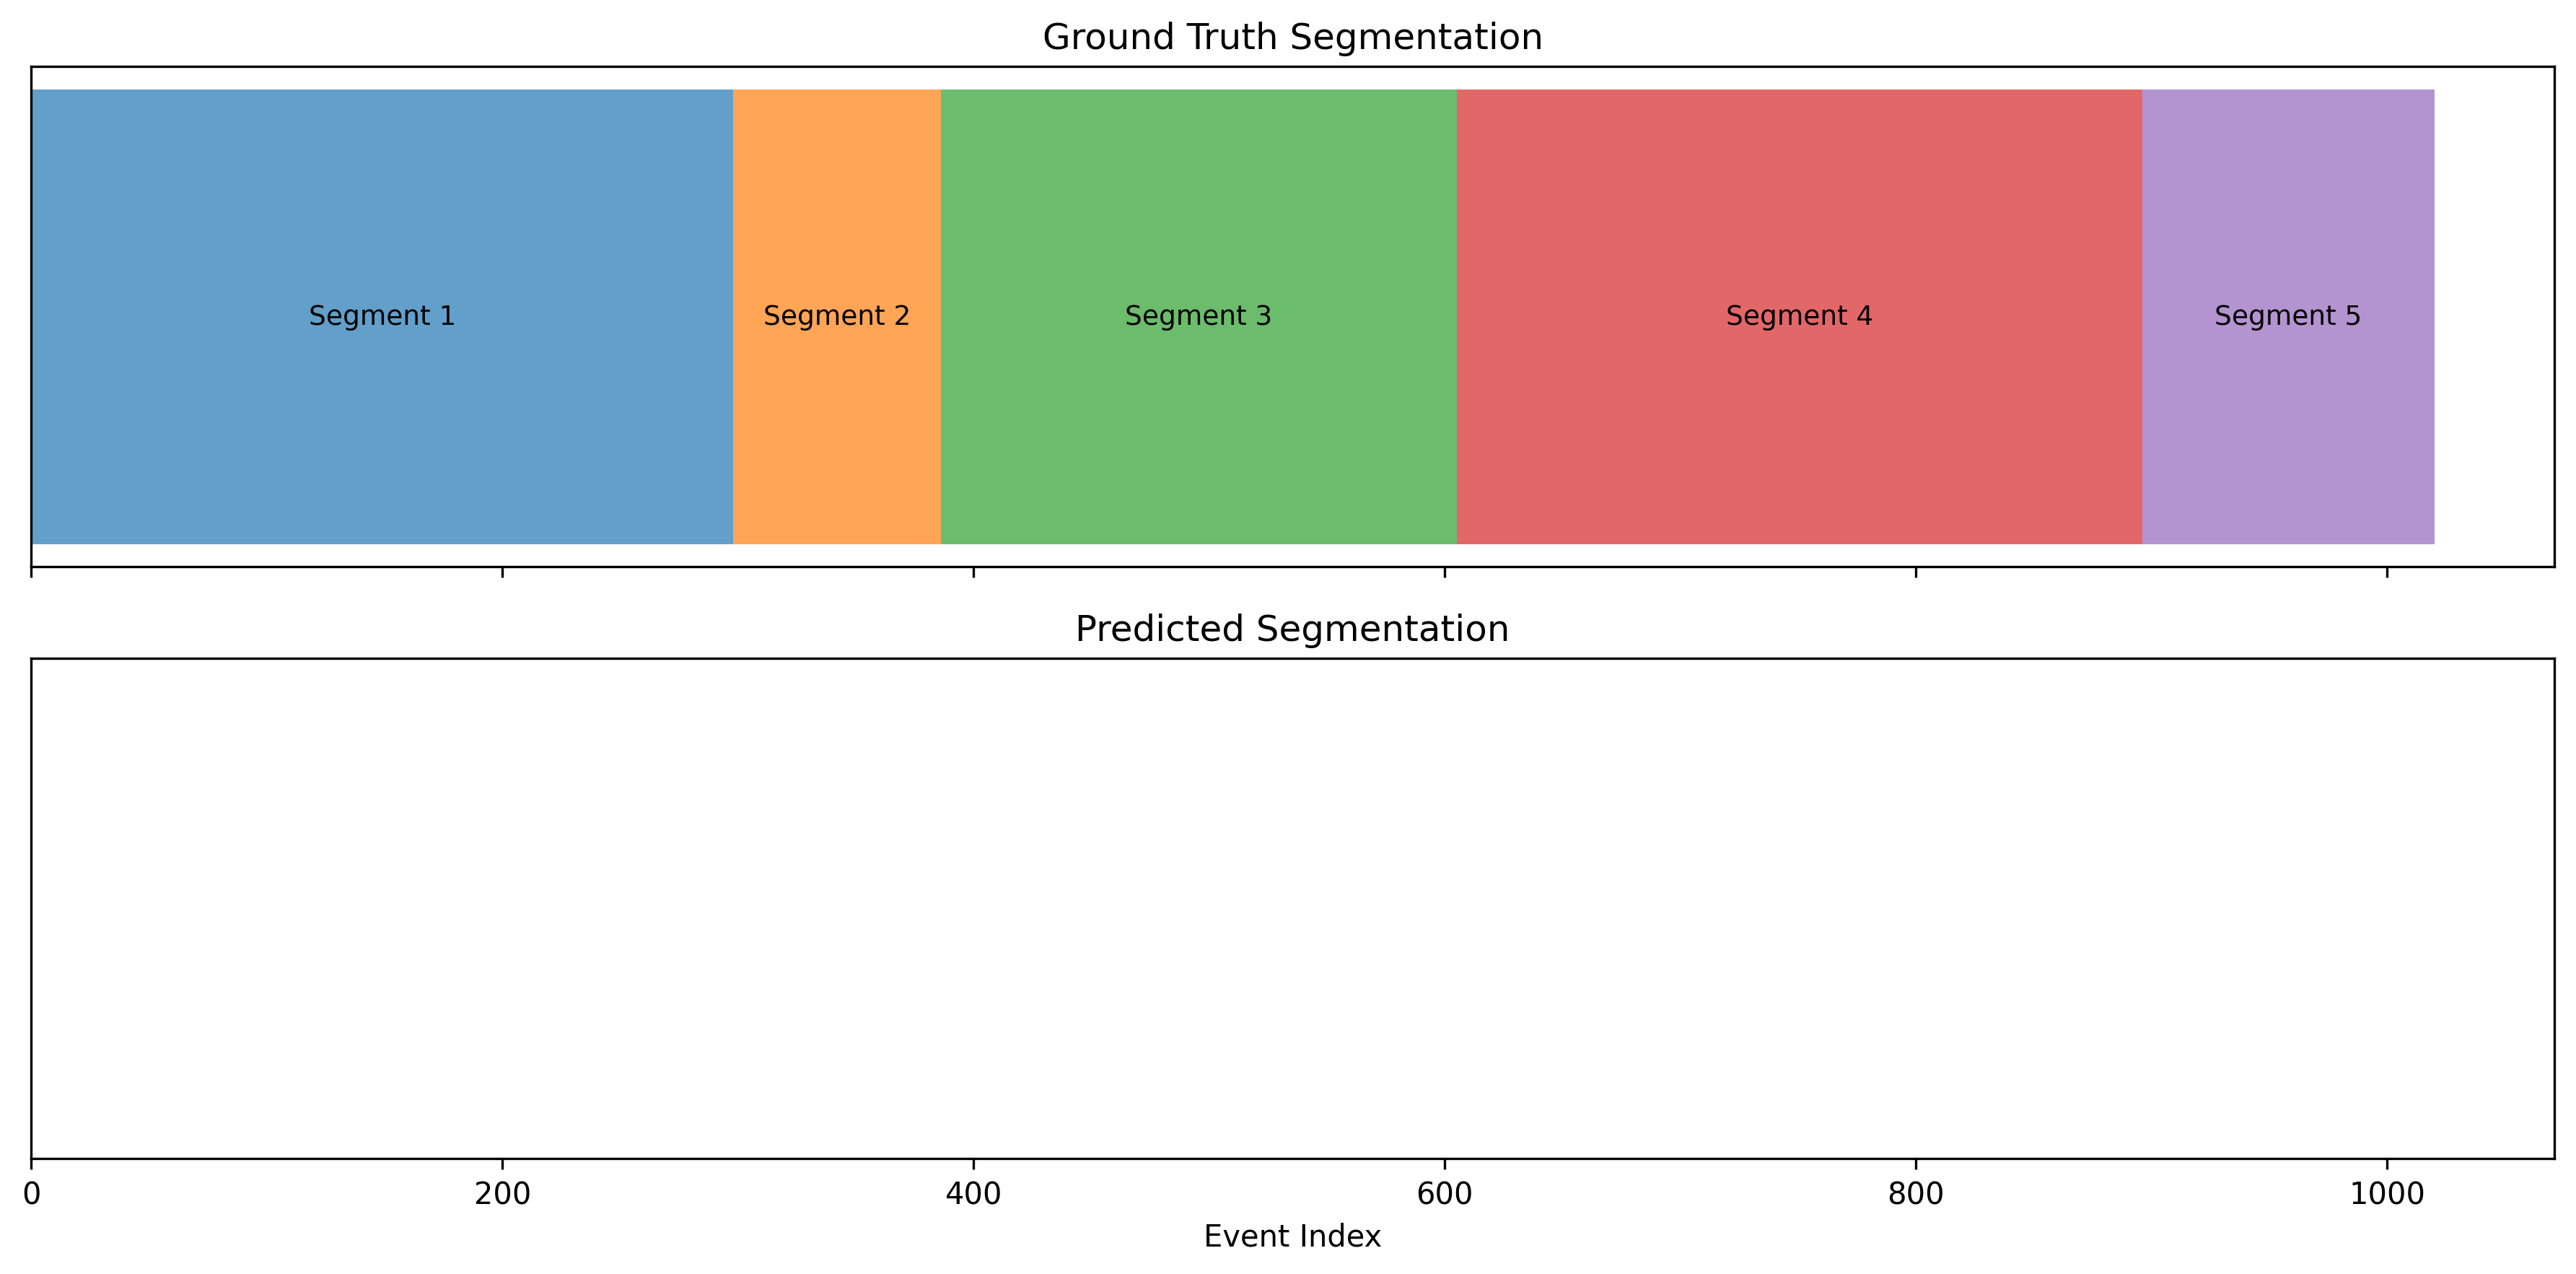 Ground Truth Segmentation
Segment 1 Segment 2 Segment 3 Segment 4 Segment 5
Predicted Segmentation
0 200 400 600 800 1000
Event Index